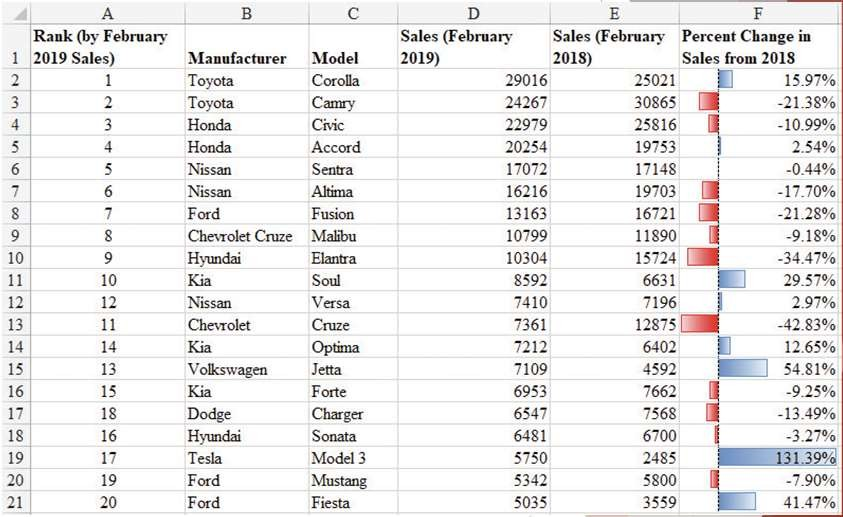 A B C D E F
Rank (by February Sales (February Sales (February Percent Change in
1 2019 Sales) Manufacturer Model 2019) 2018) Sales from 2018
2 1 Toyota Corolla 29016 25021 15.97%
3 2 Toyota Camry 24267 30865 -21.38%
4 3 Honda Civic 22979 25816 -10.99%
5 4 Honda Accord 20254 19753 2.54%
6 5 Nissan Sentra 17072 17148 -0.44%
7 6 Nissan Altima 16216 19703 -17.70%
8 7 Ford Fusion 13163 16721 -21.28%
9 8 Chevrolet Cruze Malibu 10799 11890 -9.18%
10 9 Hyundai Elantra 10304 15724 -34.47%
11 10 Kia Soul 8592 6631 29.57%
12 12 Nissan Versa 7410 7196 2.97%
13 11 Chevrolet Cruze 7361 12875 -42.83%
14 14 Kia Optima 7212 6402 12.65%
15 13 Volkswagen Jetta 7109 4592 54.81%
16 15 Kia Forte 6953 7662 -9.25%
17 18 Dodge Charger 6547 7568 -13.49%
18 16 Hyundai Sonata 6481 6700 -3.27%
19 17 Tesla Model 3 5750 2485 131.39%
20 19 Ford Mustang 5342 5800 -7.90%
21 20 Ford Fiesta 5035 3559 41.47%